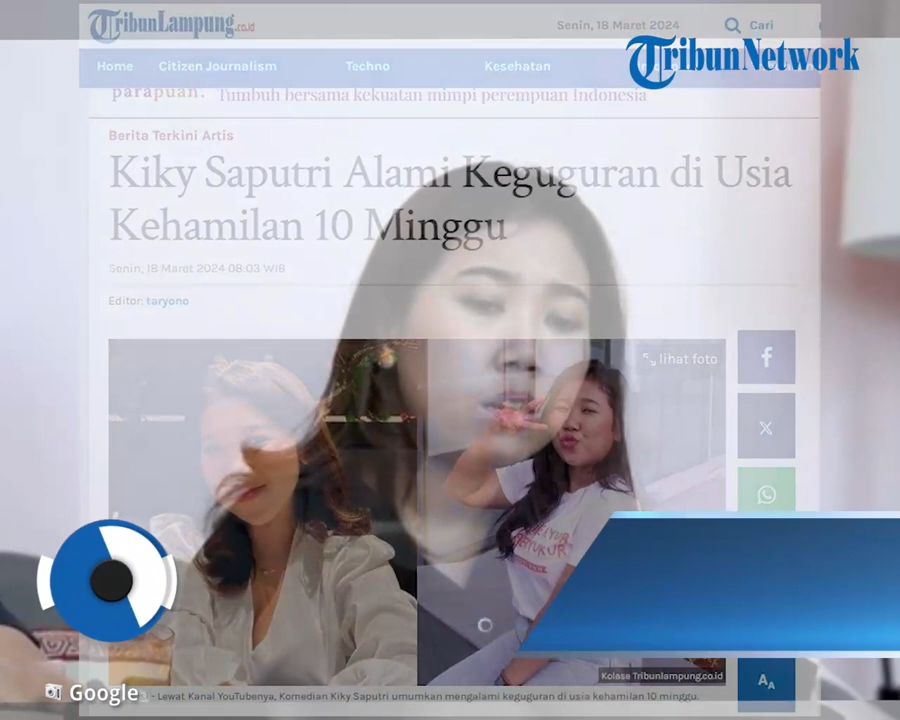 TribunLampung.co.id
Senin, 18 Maret 2024
Cari
TribunNetwork
Home
Citizen Journalism
Techno
Kesehatan
parapuan. Tumbuh bersama kekuatan mimpi perempuan Indonesia
Berita Terkini Artis
Kiky Saputri Alami Keguguran di Usia
Kehamilan 10 Minggu
Senin, 18 Maret 2024 08:03 WIB
Editor: taryono
lihat foto
Kolase Tribunlampung.co.id
- Lewat Kanal YouTubenya, Komedian Kiky Saputri umumkan mengalami keguguran di usia kehamilan 10 minggu.
AA
Google